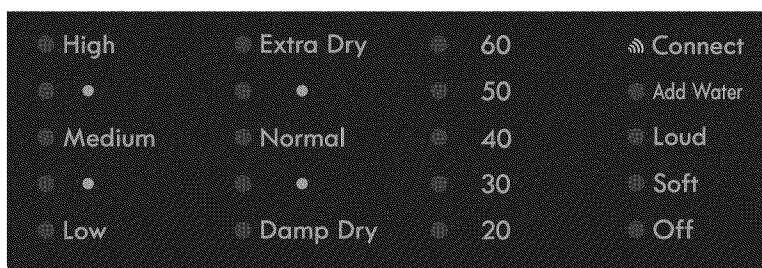 High Extra Dry 60 Connect
• • 50 Add Water
Medium Normal 40 Loud
• • 30 Soft
Low Damp Dry 20 Off